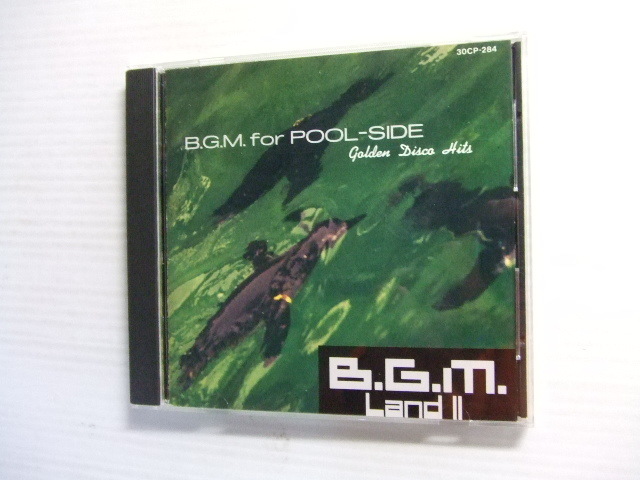 30CP-284
B.G.M. for POOL-SIDE
Golden Disco Hits
B.G.M.
Land II